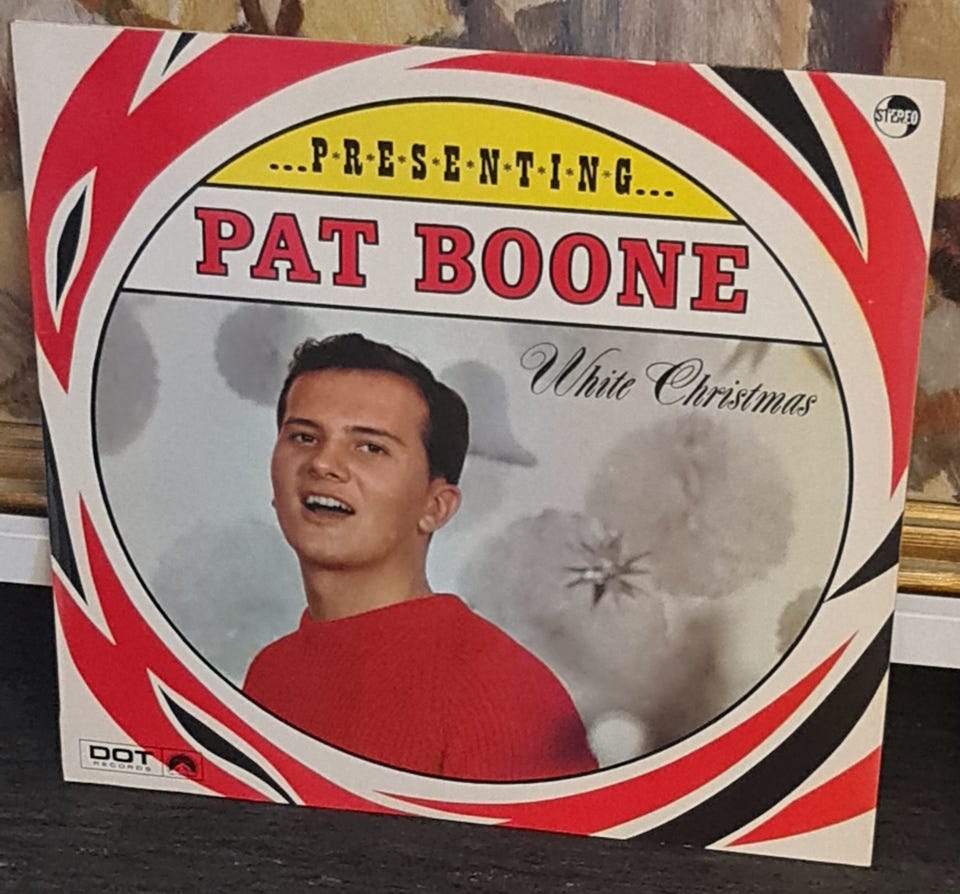 STEREO
...P*R*E*S*E*N*T*I*N*G...
PAT BOONE
White Christmas
DOT
RECORDS